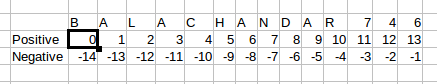 B A L A C H A N D A R 7 4 6
Positive 0 1 2 3 4 5 6 7 8 9 10 11 12 13
Negative -14 -13 -12 -11 -10 -9 -8 -7 -6 -5 -4 -3 -2 -1